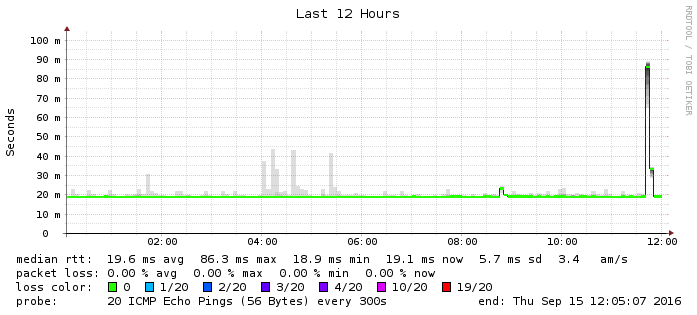 Last 12 Hours
RRDTOOL / TOBI OETIKER
Seconds
100 m
90 m
80 m
70 m
60 m
50 m
40 m
30 m
20 m
10 m
0
02:00 04:00 06:00 08:00 10:00 12:00
median rtt: 19.6 ms avg 86.3 ms max 18.9 ms min 19.1 ms now 5.7 ms sd 3.4 am/s
packet loss: 0.00 % avg 0.00 % max 0.00 % min 0.00 % now
loss color: 0 1/20 2/20 3/20 4/20 10/20 19/20
probe: 20 ICMP Echo Pings (56 Bytes) every 300s end: Thu Sep 15 12:05:07 2016